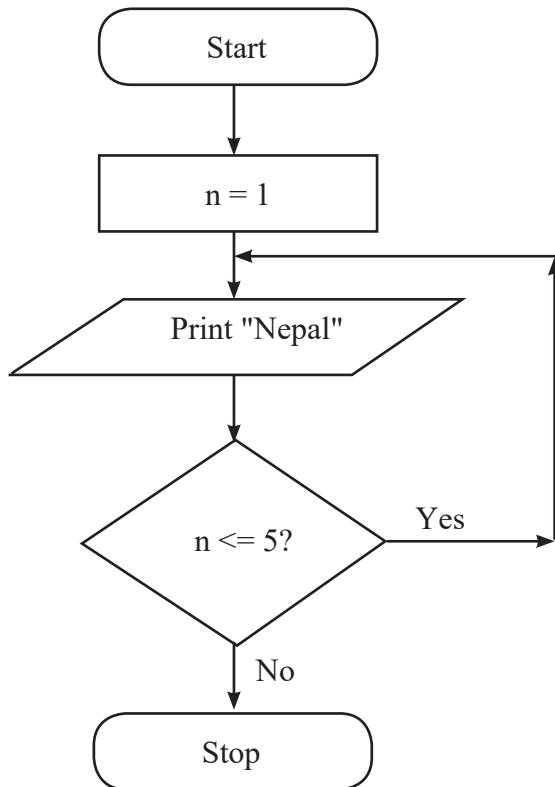 Start
n = 1
Print "Nepal"
n <= 5?
Yes
No
Stop